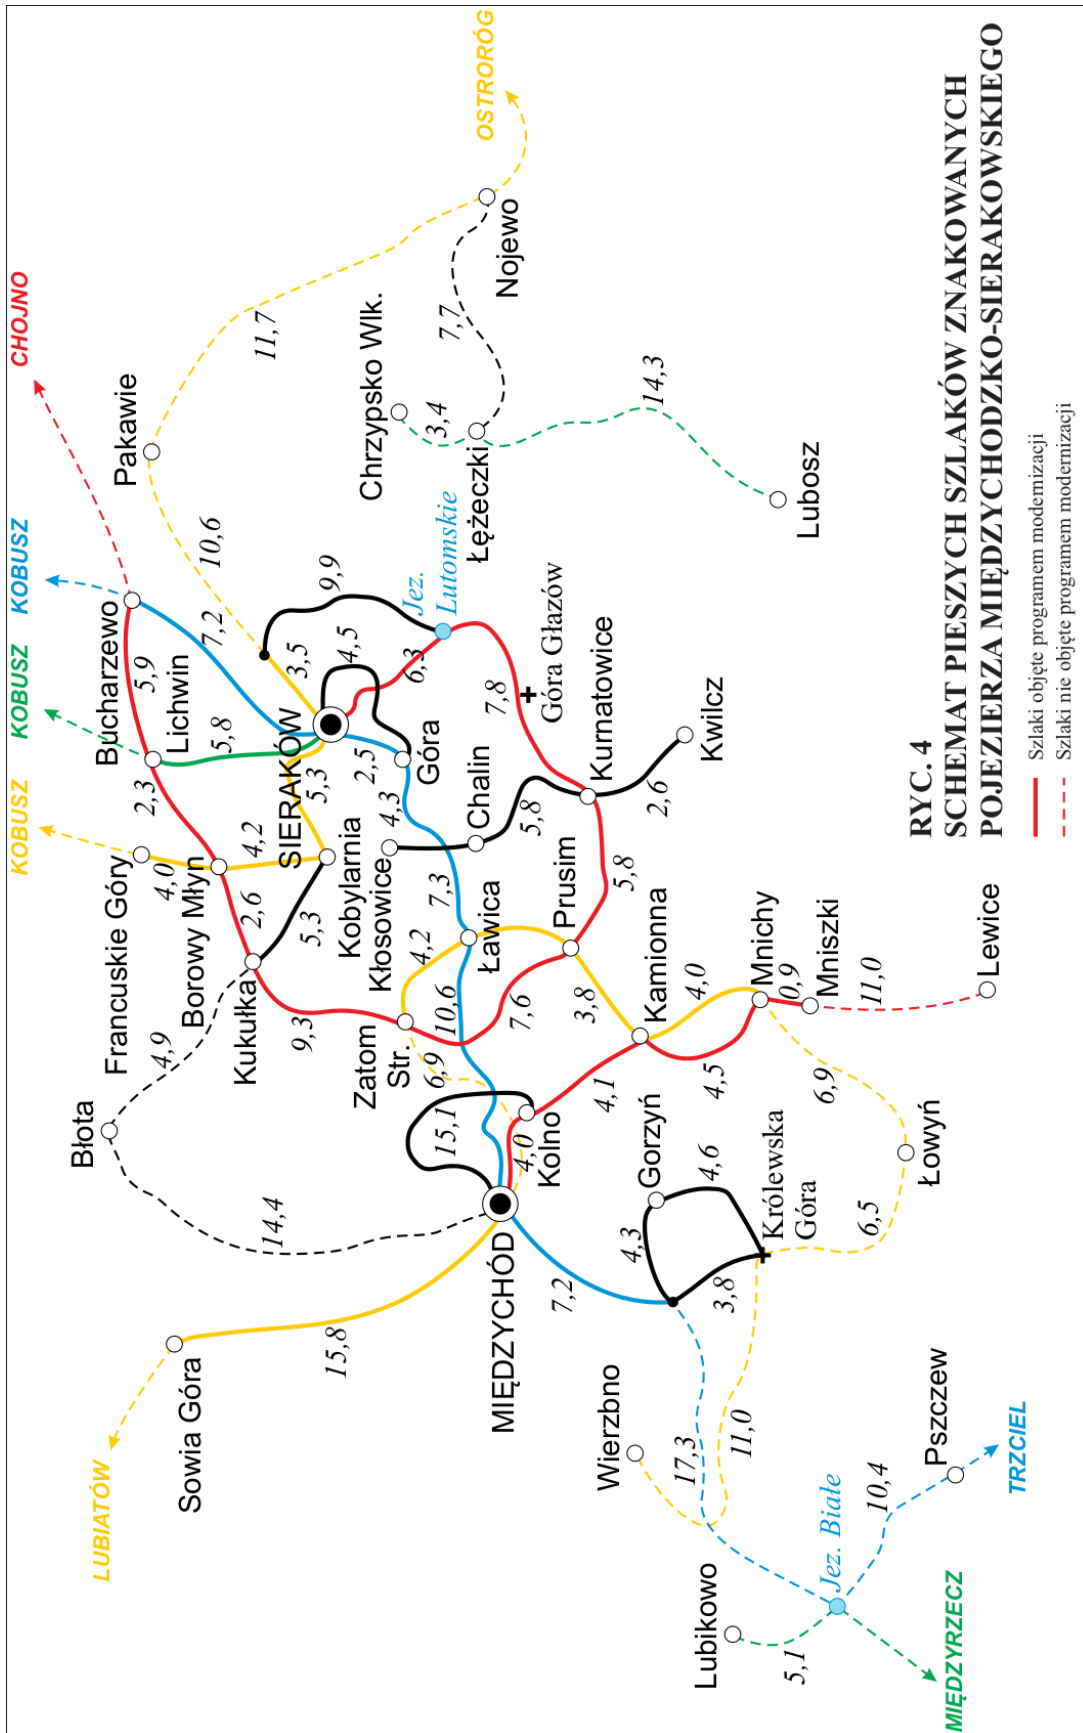 RYC. 4
SCHEMAT PIESZYCH SZLAKÓW ZNAKOWANYCH
POJEZIERZA MIĘDZYCHODZKO-SIERAKOWSKIEGO
Szlaki objęte programem modernizacji
Szlaki nie objęte programem modernizacji
LUBIATÓW
Sowia Góra
15,8
Błota
14,4
4,9
KOBUSZ
Francuskie Góry
4,0
Borowy Młyn
4,2
2,6
2,3
Kukułka
5,3
9,3
KOBUSZ
Lichwin
5,8
5,9
KOBUSZ
Bucharzewo
7,2
CHOJNO
Pakawie
10,6
11,7
OSTRORÓG
Nojewo
7,7
Chrzypsko Wlk.
3,4
Łężeczki
14,3
Lubosz
SIERAKÓW
5,3
3,5
9,9
4,5
6,3
2,5
Jez.
Lutomskie
Góra
4,3
Kobylarnia
Kłosowice
Chalin
5,8
7,3
Ławica
4,2
Zatom
Str.
10,6
6,9
7,6
7,8
Góra Głazów
Kurnatowice
2,6
Kwilcz
Prusim
5,8
3,8
Kamionna
4,0
4,5
4,1
Mnichy
0,9
Mniszki
11,0
Lewice
MIĘDZYCHÓD
15,1
4,0
Kolno
7,2
Gorzyń
4,3
4,6
3,8
Królewska
Góra
6,9
Łowyń
6,5
Wierzbno
17,3
11,0
Lubikowo
5,1
Jez. Białe
10,4
Pszczew
TRZCIEL
MIĘDZYRZECZ